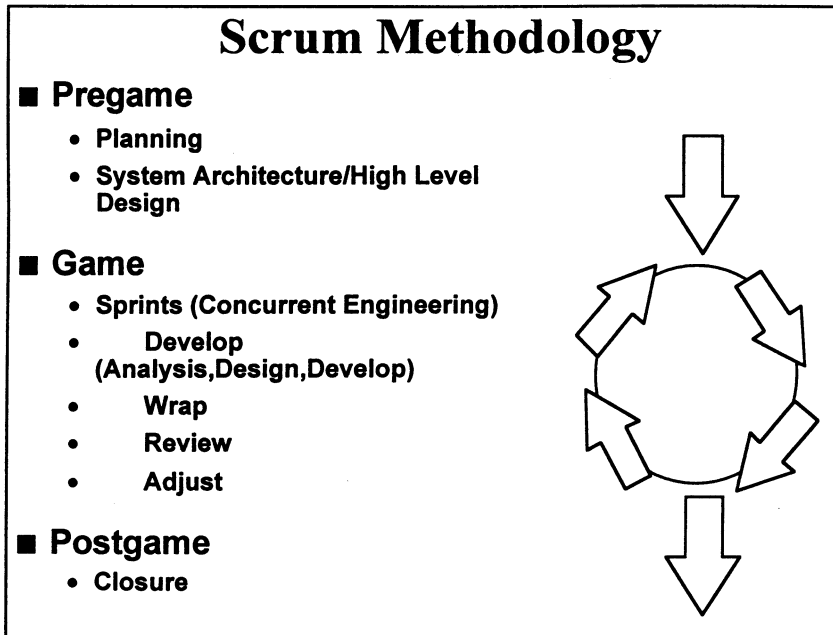 Scrum Methodology
■ Pregame
• Planning
• System Architecture/High Level
Design
■ Game
• Sprints (Concurrent Engineering)
• Develop
(Analysis,Design,Develop)
• Wrap
• Review
• Adjust
■ Postgame
• Closure